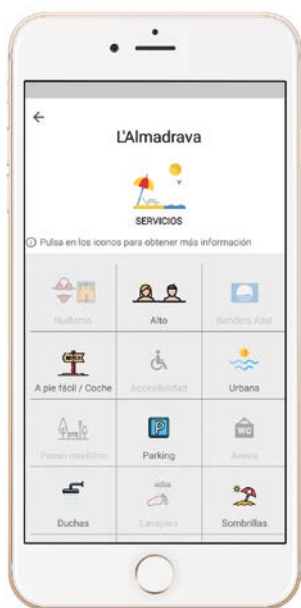 L'Almadrava
SERVICIOS
Pulsa en los iconos para obtener más información
Nudismo
Alto
Bandera Azul
A pie fácil / Coche
Accesibilidad
Urbana
Paseo marítimo
P
Parking
WC
Aseos
Duchas
Lavapies
Sombrillas